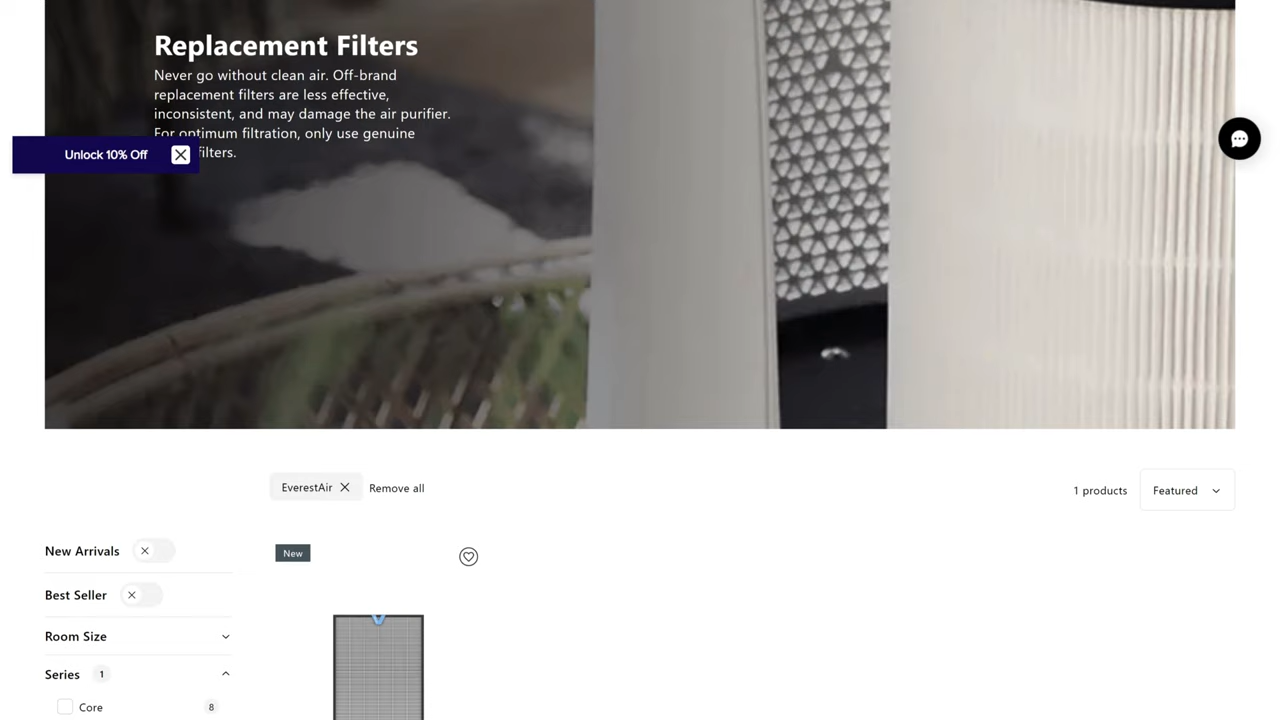 Replacement Filters
Never go without clean air. Off-brand
replacement filters are less effective,
inconsistent, and may damage the air purifier.
For optimum filtration, only use genuine
filters.
Unlock 10% Off
EverestAir
Remove all
1 products
Featured
New Arrivals
Best Seller
Room Size
Series 1
Core 8
New